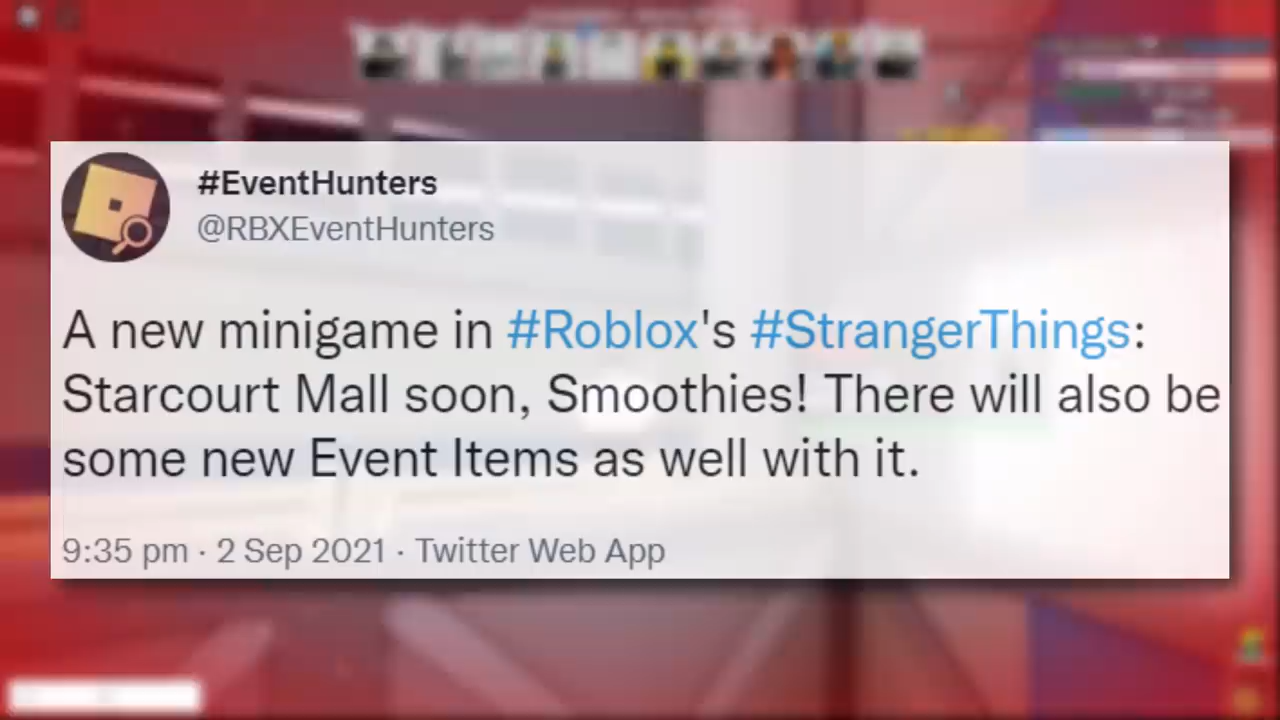 #EventHunters
@RBXEventHunters
A new minigame in #Roblox's #StrangerThings:
Starcourt Mall soon, Smoothies! There will also be
some new Event Items as well with it.
9:35 pm · 2 Sep 2021 · Twitter Web App